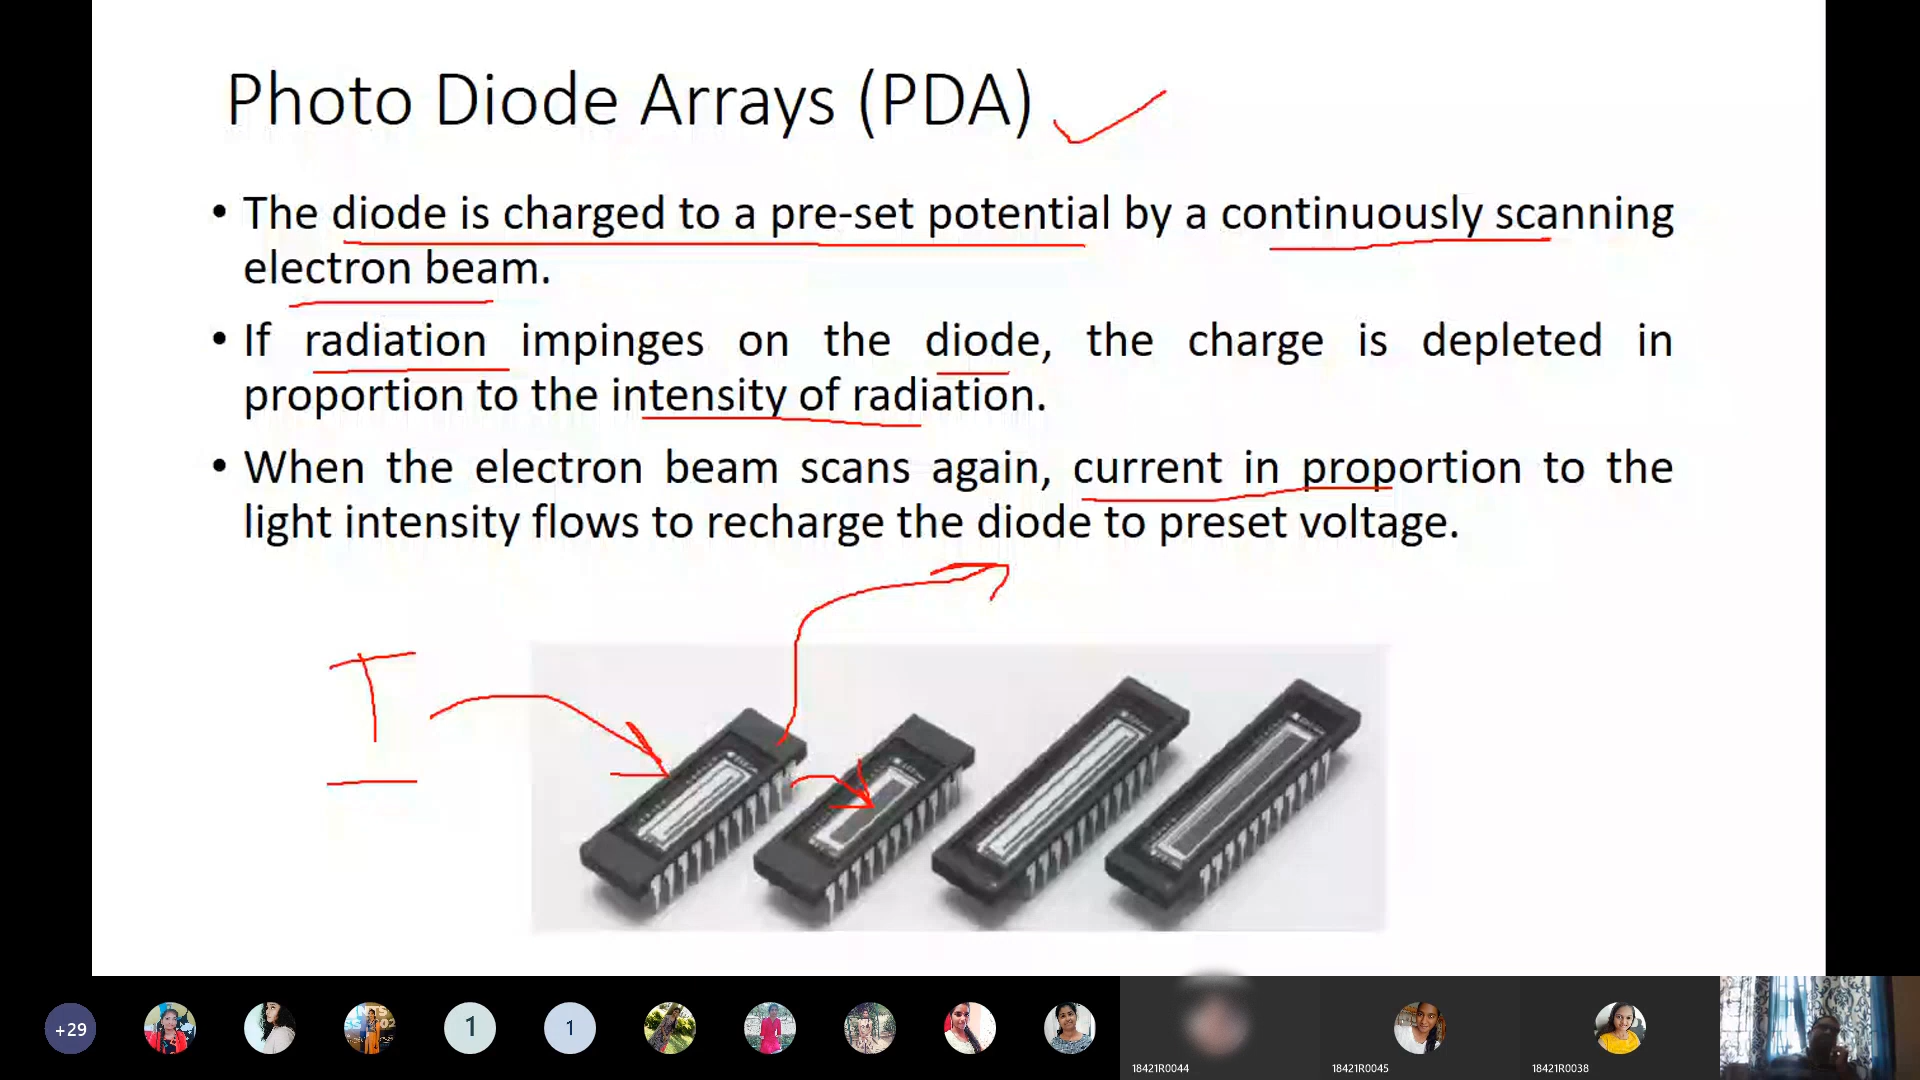 Photo Diode Arrays (PDA)
• The diode is charged to a pre-set potential by a continuously scanning
electron beam.
• If radiation impinges on the diode, the charge is depleted in
proportion to the intensity of radiation.
• When the electron beam scans again, current in proportion to the
light intensity flows to recharge the diode to preset voltage.
I
+29
1
1
18421R0044
18421R0045
18421R0038